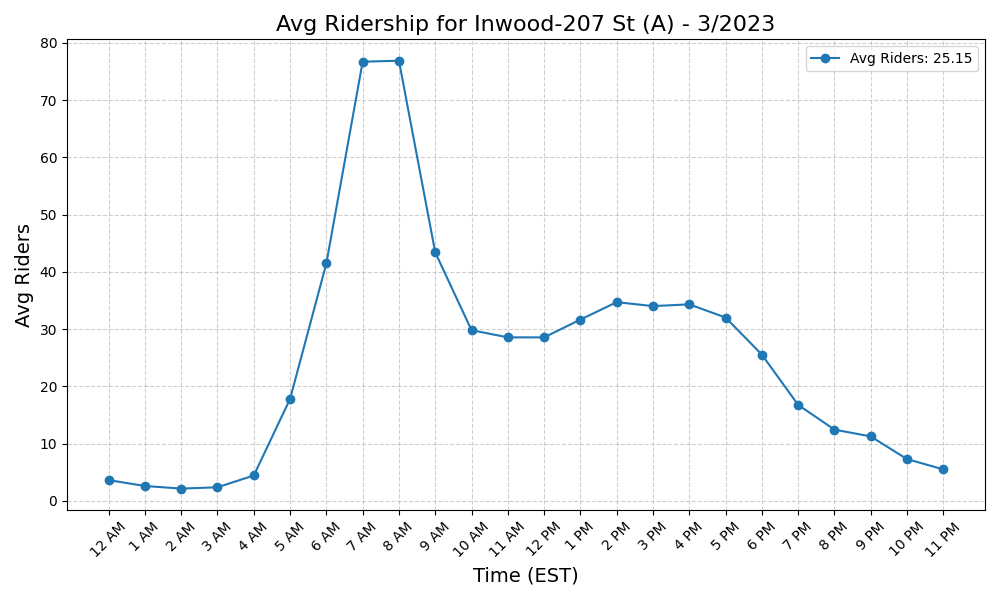 Avg Ridership for Inwood-207 St (A) - 3/2023
Avg Riders: 25.15
Avg Riders
80
70
60
50
40
30
20
10
0
12 AM
1 AM
2 AM
3 AM
4 AM
5 AM
6 AM
7 AM
8 AM
9 AM
10 AM
11 AM
12 PM
1 PM
2 PM
3 PM
4 PM
5 PM
6 PM
7 PM
8 PM
9 PM
10 PM
11 PM
Time (EST)